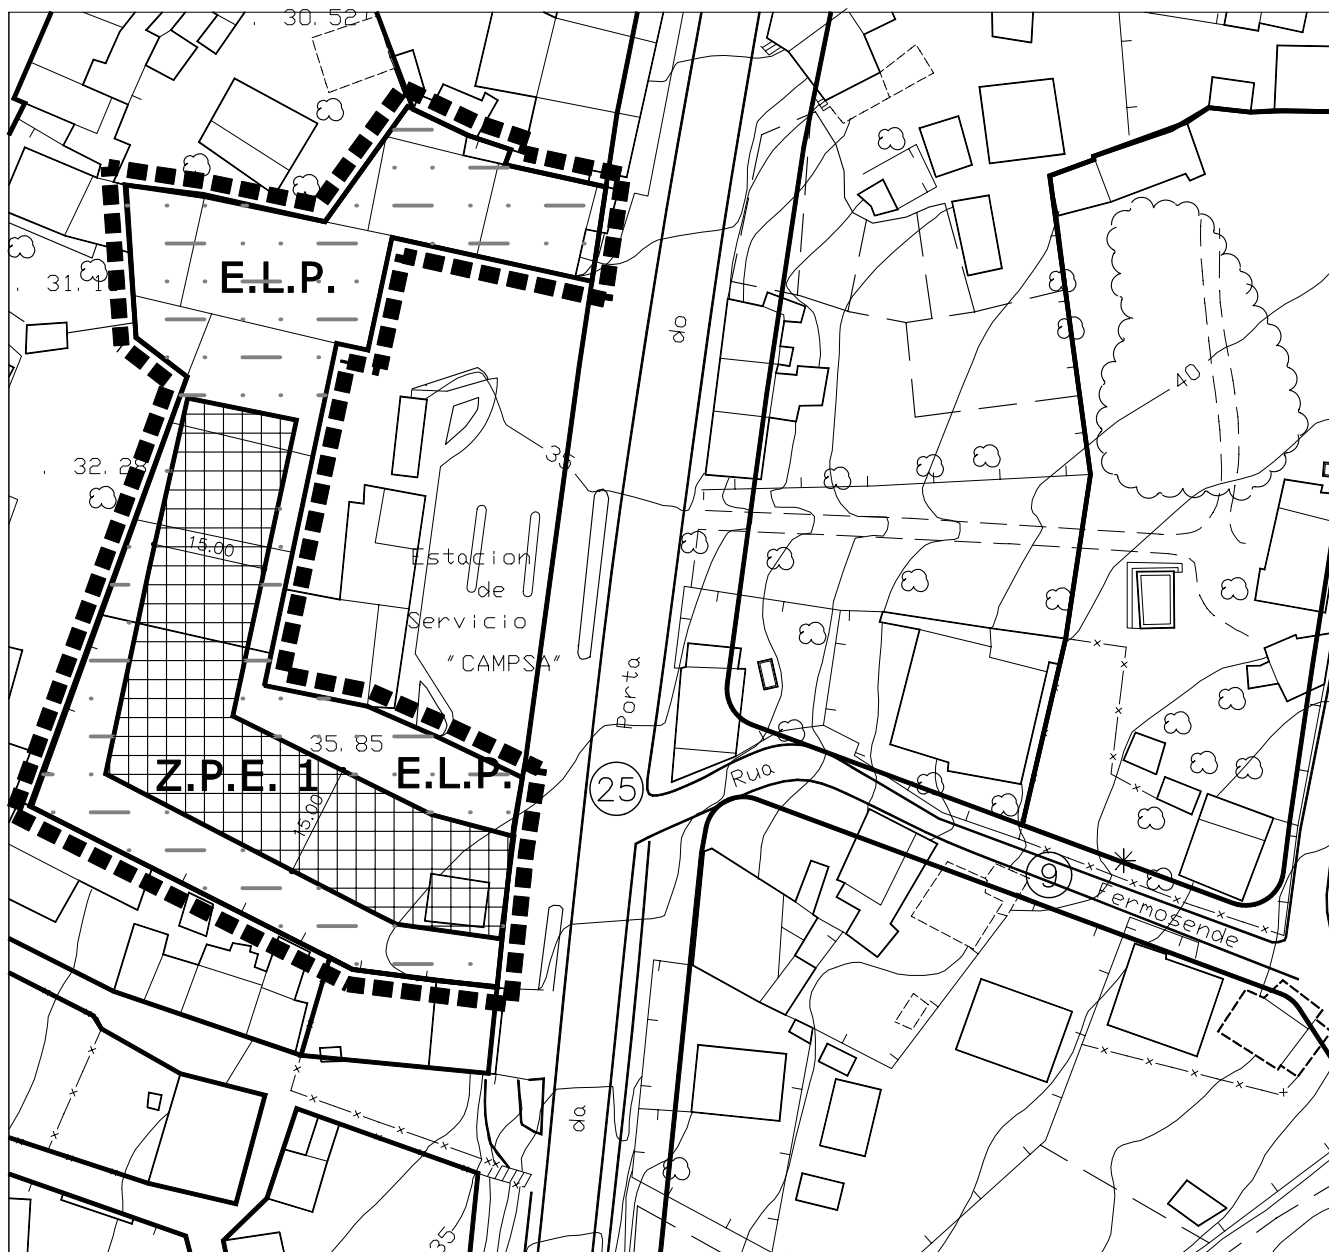 30.52
E.L.P.
31.1
do
40
32.28
35
15.00
Estacion
de
Servicio
"CAMPSA"
Porta
35.85
Z.P.E. 1
E.L.P.
15.00
25
Rua
9
Fermosende
da
35